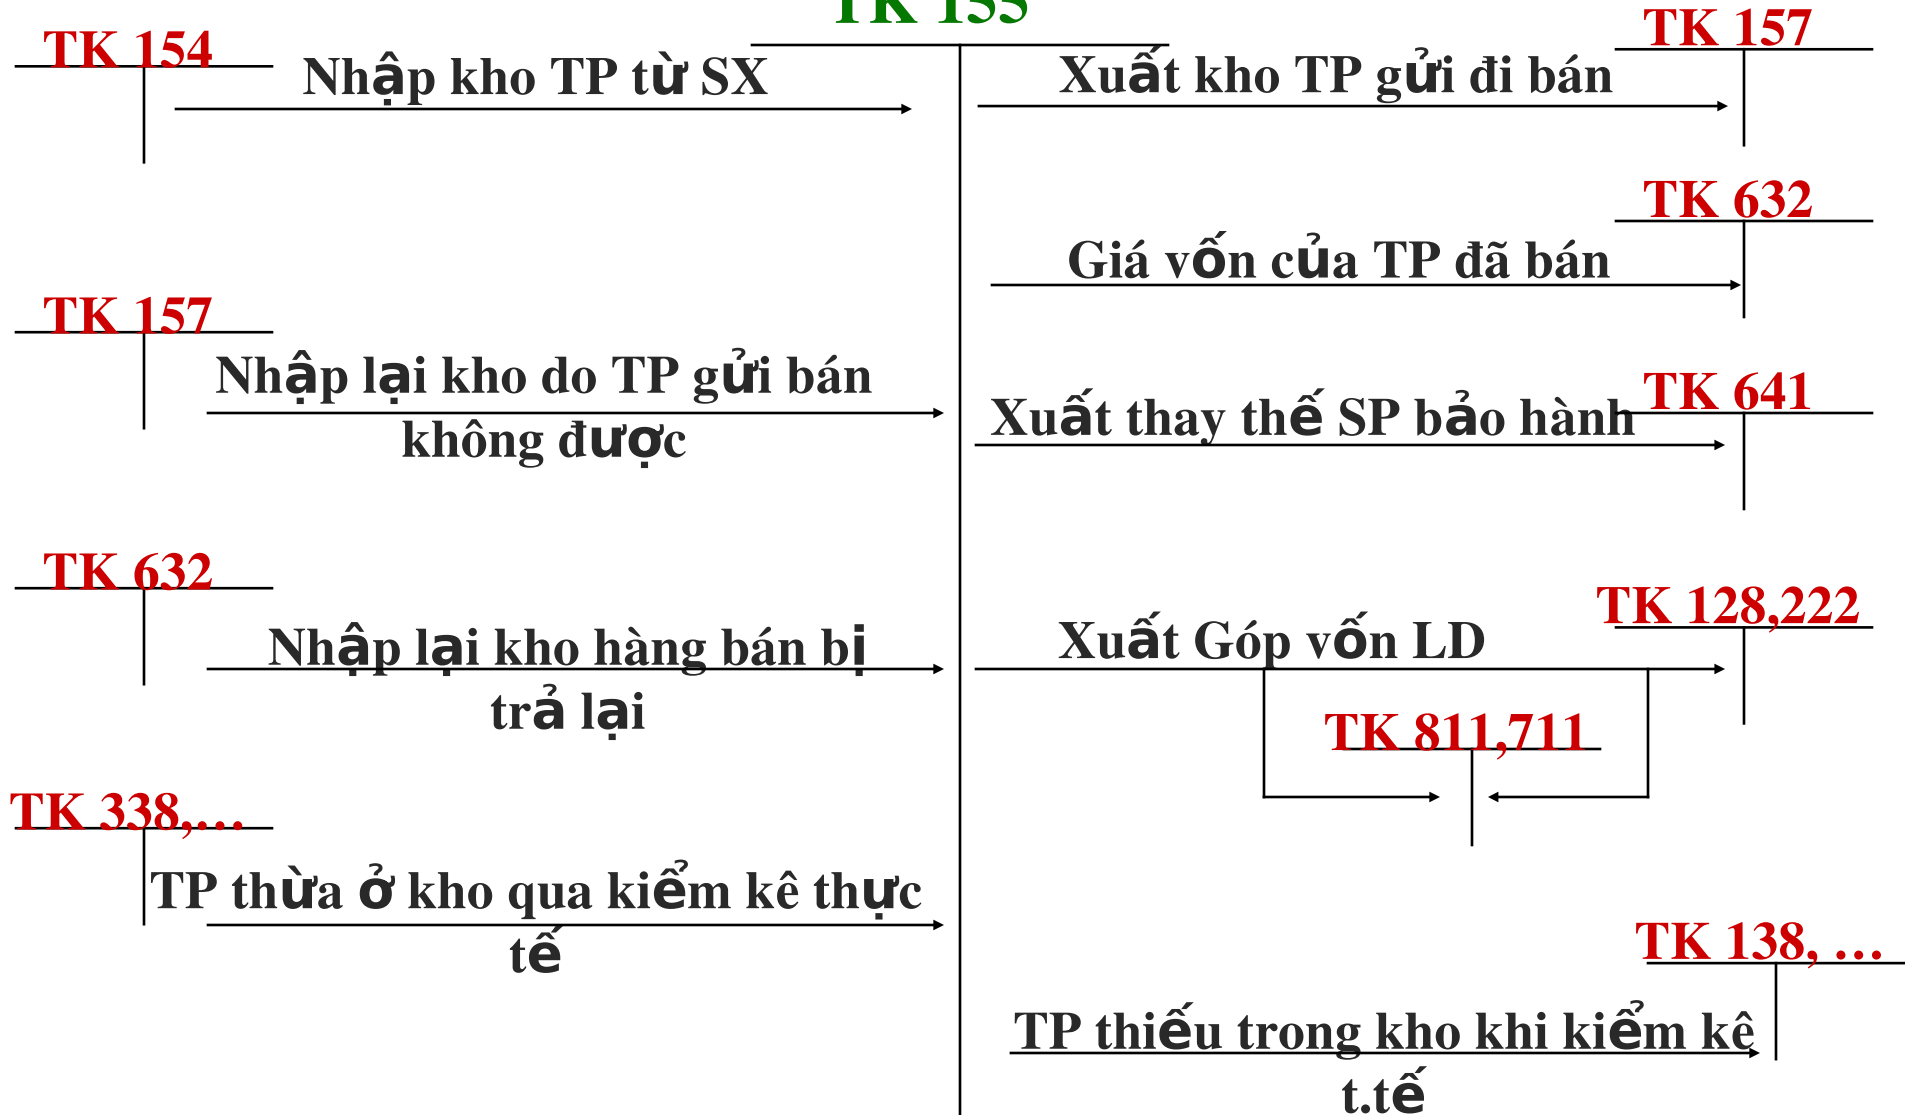 TK 155
TK 154
Nhập kho TP từ SX
TK 157
Nhập lại kho do TP gửi bán
không được
TK 632
Nhập lại kho hàng bán bị
trả lại
TK 338,…
TP thừa ở kho qua kiểm kê thực
tế
Xuất kho TP gửi đi bán
TK 157
TK 632
Giá vốn của TP đã bán
TK 641
Xuất thay thế SP bảo hành
TK 128,222
Xuất Góp vốn LD
TK 811,711
TK 138, …
TP thiếu trong kho khi kiểm kê
t.tế